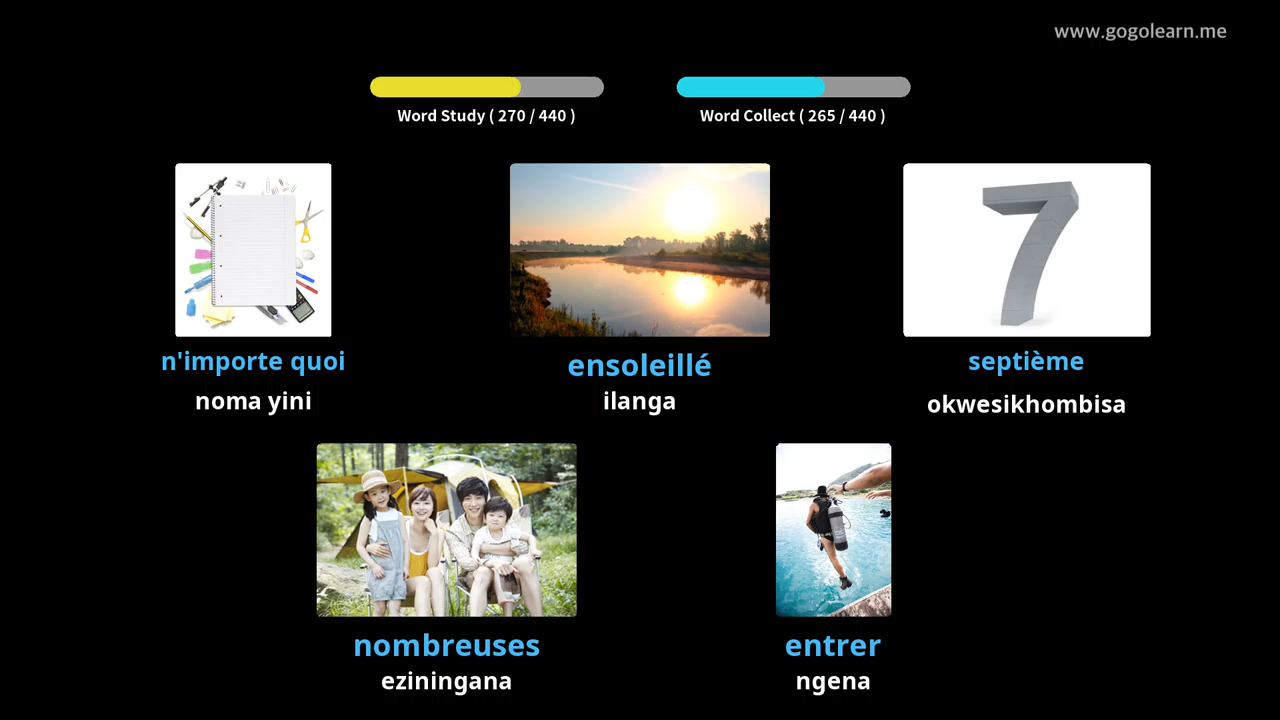 www.gogolearn.me
Word Study ( 270 / 440 )
Word Collect ( 265 / 440 )
n'importe quoi
noma yini
ensoleillé
ilanga
7
septième
okwesikhombisa
nombreuses
eziningana
entrer
ngena